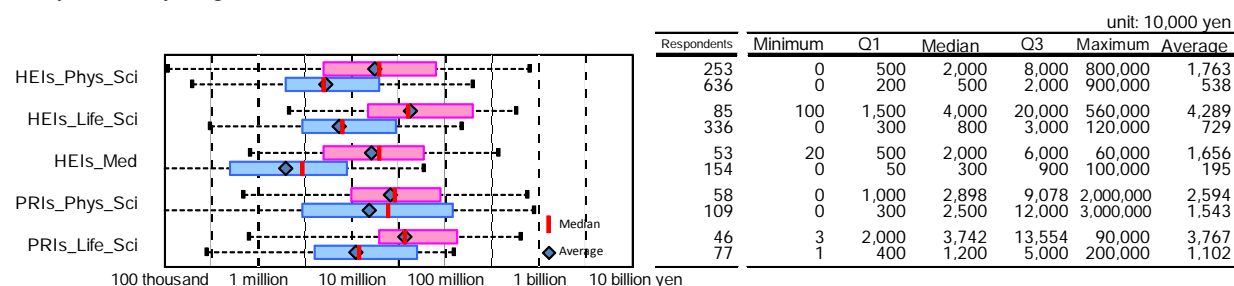 unit: 10,000 yen
Respondents Minimum Q1 Median Q3 Maximum Average
HEIs_Phys_Sci
253 0 500 2,000 8,000 800,000 1,763
636 0 200 500 2,000 900,000 538
HEIs_Life_Sci
85 100 1,500 4,000 20,000 560,000 4,289
336 0 300 800 3,000 120,000 729
HEIs_Med
53 20 500 2,000 6,000 60,000 1,656
154 0 50 300 900 100,000 195
PRIs_Phys_Sci
58 0 1,000 2,898 9,078 2,000,000 2,594
109 0 300 2,500 12,000 3,000,000 1,543
Median
PRIs_Life_Sci
46 3 2,000 3,742 13,554 90,000 3,767
77 1 400 1,200 5,000 200,000 1,102
Average
100 thousand 1 million 10 million 100 million 1 billion 10 billion yen